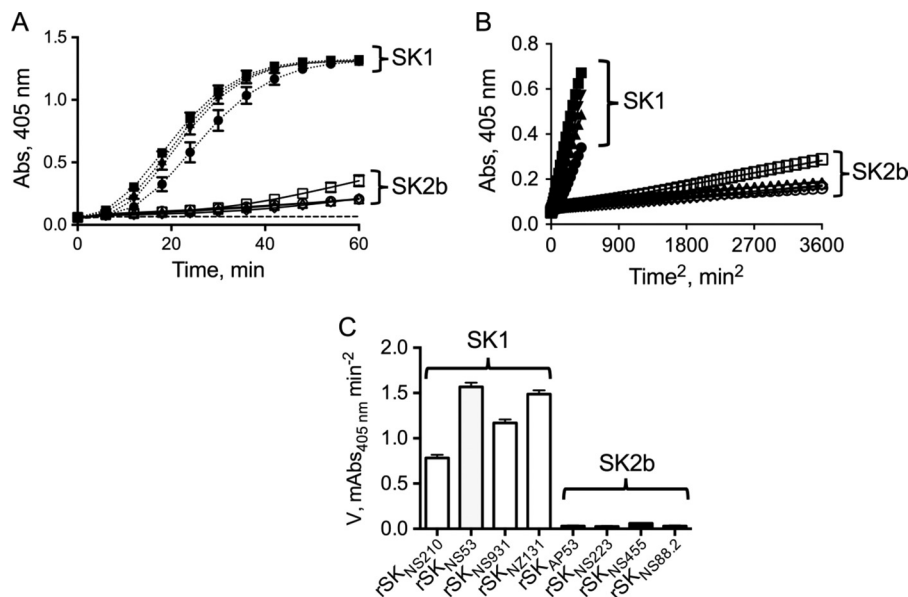 A
1.5
1.0
0.5
0.0
Abs, 405 nm
0 20 40 60
Time, min
SK1
SK2b
B
0.8
0.6
0.4
0.2
0.0
Abs, 405 nm
0 900 1800 2700 3600
Time², min²
SK1
SK2b
C
2.0
1.5
1.0
0.5
0.0
V, mAbs405 nm min⁻²
SK1
SK2b
rSKNS210
rSKNS53
rSKNS931
rSKNZ131
rSKAP53
rSKNS223
rSKNS455
rSKNS88.2